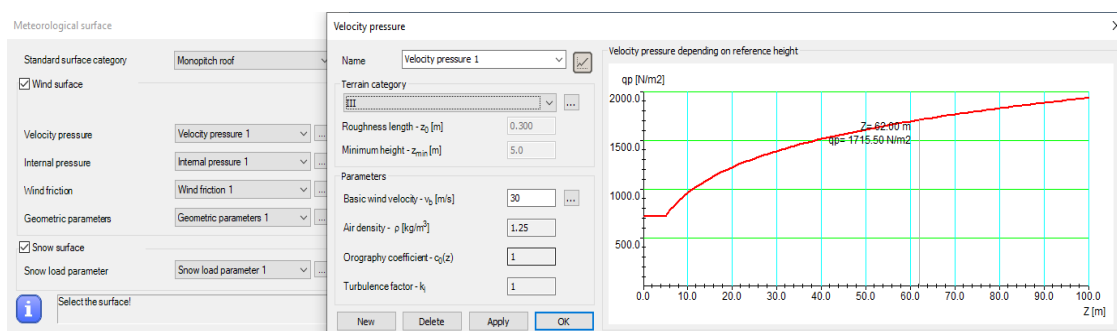 Meteorological surface
Standard surface category Monopitch roof
Wind surface
Velocity pressure Velocity pressure 1 ...
Internal pressure Internal pressure 1 ...
Wind friction Wind friction 1 ...
Geometric parameters Geometric parameters 1 ...
Snow surface
Snow load parameter Snow load parameter 1 ...
i Select the surface!
Velocity pressure
Name Velocity pressure 1
Terrain category
III ...
Roughness length - z0 [m] 0.300
Minimum height - zmin [m] 5.0
Parameters
Basic wind velocity - vb [m/s] 30 ...
Air density - ρ [kg/m³] 1.25
Orography coefficient - c0(z) 1
Turbulence factor - kI 1
New Delete Apply OK
Velocity pressure depending on reference height
qp [N/m2]
2000.0
1500.0
1000.0
500.0
Z= 62.00 m
qp= 1715.50 N/m2
0.0 10.0 20.0 30.0 40.0 50.0 60.0 70.0 80.0 90.0 100.0
Z [m]